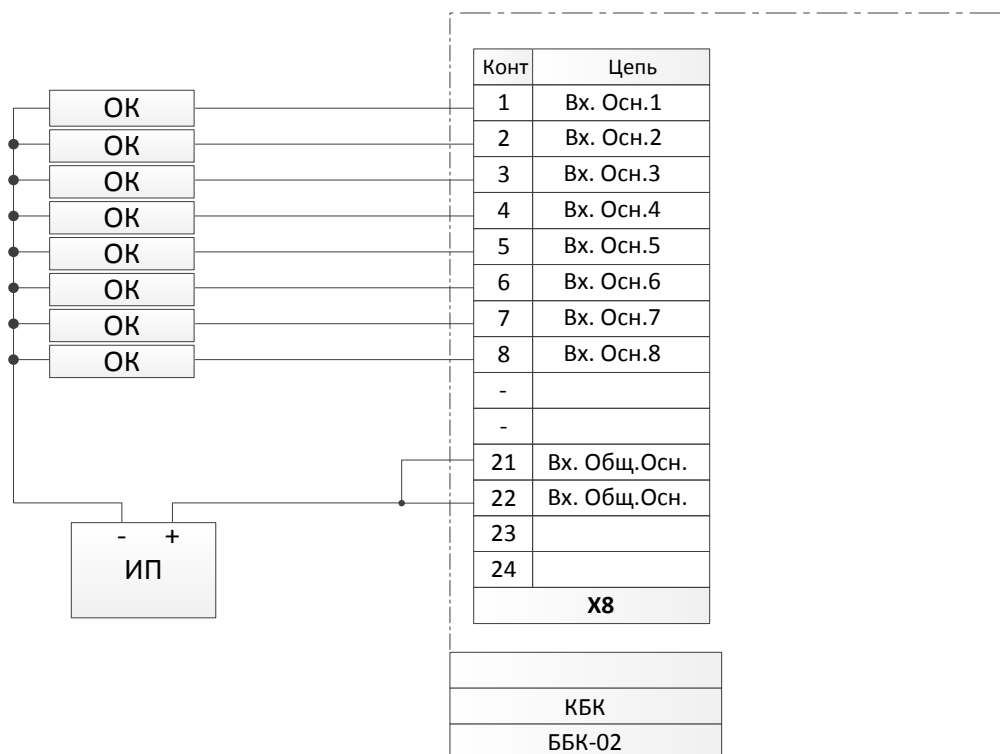 Конт Цепь
ОК 1 Вх. Осн.1
ОК 2 Вх. Осн.2
ОК 3 Вх. Осн.3
ОК 4 Вх. Осн.4
ОК 5 Вх. Осн.5
ОК 6 Вх. Осн.6
ОК 7 Вх. Осн.7
ОК 8 Вх. Осн.8
-
-
21 Вх. Общ.Осн.
22 Вх. Общ.Осн.
- + 23
ИП 24
X8
КБК
ББК-02